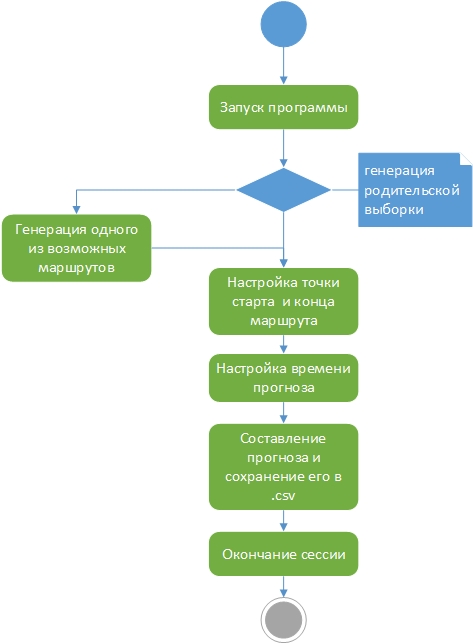 Запуск программы
генерация
родительской
выборки
Генерация одного
из возможных
маршрутов
Настройка точки
старта и конца
маршрута
Настройка времени
прогноза
Составление
прогноза и
сохранение его в
.csv
Окончание сессии